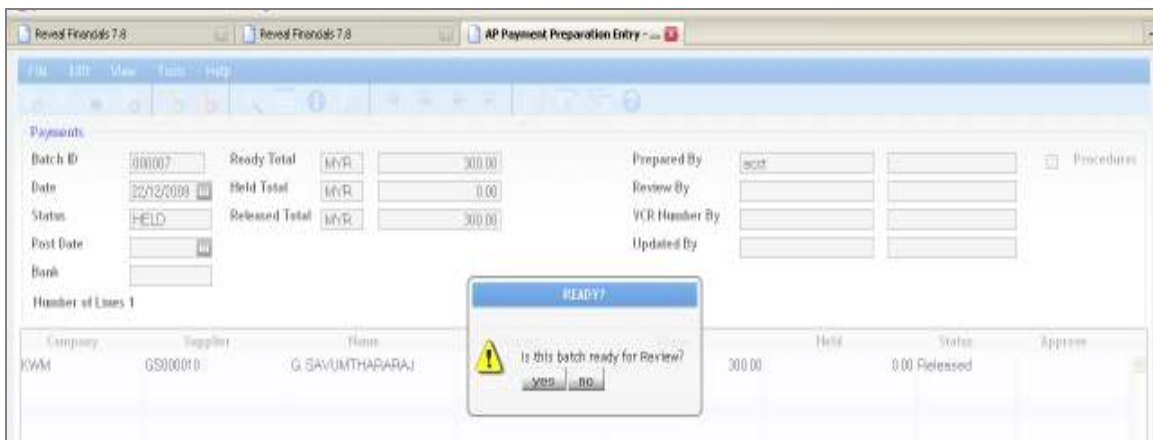 Reveal Financials 7.8 Reveal Financials 7.8 AP Payment Preparation Entry - ...
File Edit View Tools Help
Payments
Batch ID 000007 Ready Total MYR 300.00 Prepared By acct Procedures
Date 22/12/2008 Held Total MYR 0.00 Review By
Status HELD Released Total MYR 300.00 VCR Number By
Post Date Updated By
Bank
Number of Lines 1
READY?
Is this batch ready for Review?
yes no
Company Supplier Name Held Status Approve
KWM GS000010 G.SAVUMTHARARAJ 300.00 0.00 Released